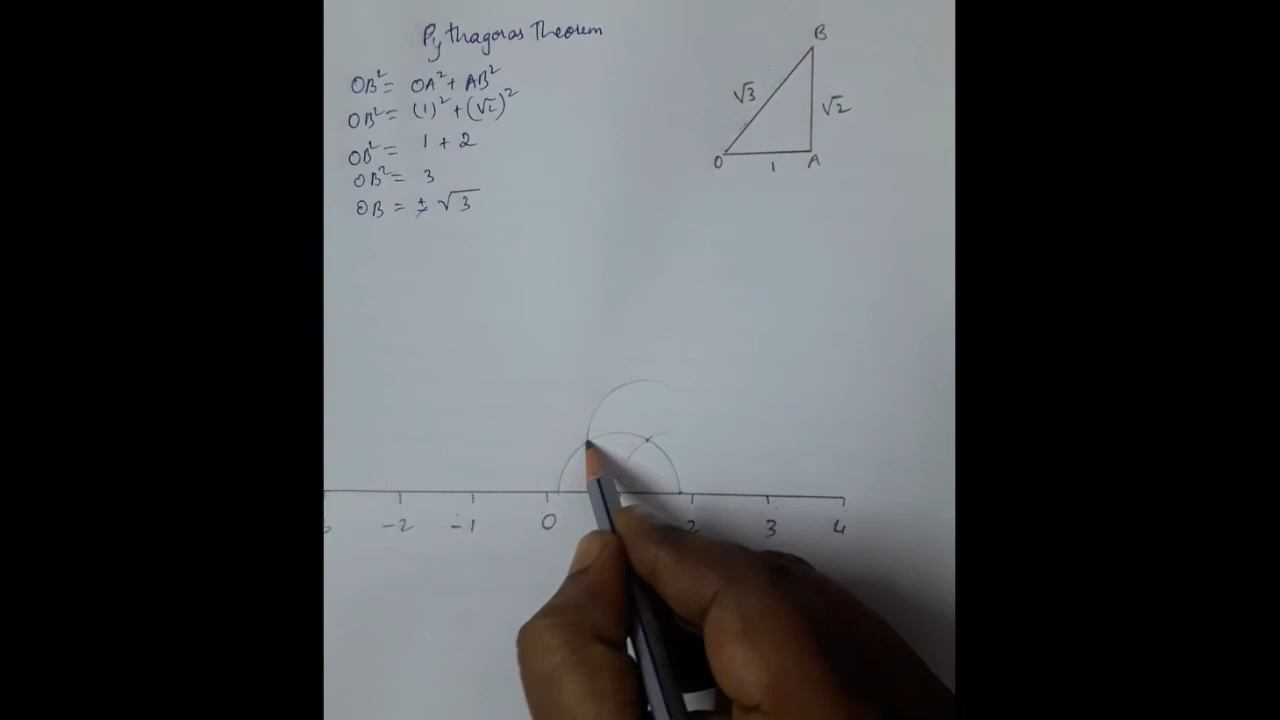 Pythagoras Theorem
OB² = OA² + AB²
OB² = (1)² + (√2)²
OB² = 1 + 2
OB² = 3
OB = ± √3
B
√3
√2
O
A
1
-2 -1 0 2 3 4